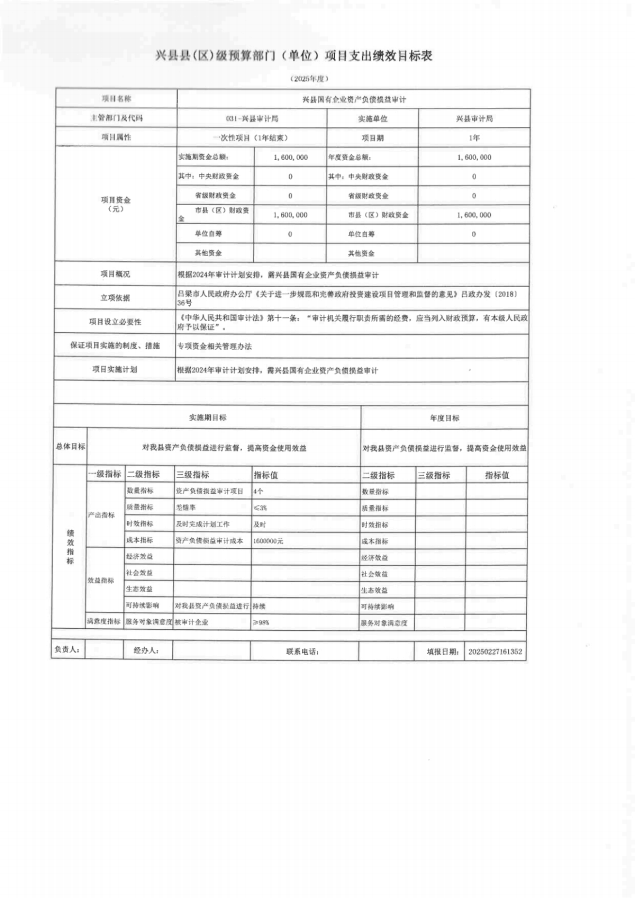 兴县县(区)级预算部门（单位）项目支出绩效目标表
（2025年度）
项目名称 兴县国有企业资产负债损益审计
主管部门及代码 031-兴县审计局 实施单位 兴县审计局
项目属性 一次性项目（1年结束） 项目期 1年
项目资金（元）
实施期资金总额： 1,600,000 年度资金总额： 1,600,000
其中：中央财政资金 0 其中：中央财政资金 0
省级财政资金 0 省级财政资金 0
市县（区）财政资金 1,600,000 市县（区）财政资金 1,600,000
单位自筹 0 单位自筹 0
其他资金 其他资金
项目概况 根据2024年审计计划安排，需兴县国有企业资产负债损益审计
立项依据 吕梁市人民政府办公厅《关于进一步规范和完善政府投资建设项目管理和监督的意见》吕政办发〔2018〕
36号
项目设立必要性 《中华人民共和国审计法》第十一条：“审计机关履行职责所需的经费，应当列入财政预算，有本级人民政
府予以保证”。
保证项目实施的制度、措施 专项资金相关管理办法
项目实施计划 根据2024年审计计划安排，需兴县国有企业资产负债损益审计
实施期目标 年度目标
总体目标 对我县资产负债损益进行监督，提高资金使用效益 对我县资产负债损益进行监督，提高资金使用效益
绩效指标
一级指标 二级指标 三级指标 指标值 二级指标 三级指标 指标值
产出指标
数量指标 资产负债损益审计项目 4个 数量指标
质量指标 差错率 ≤3% 质量指标
时效指标 及时完成计划工作 及时 时效指标
成本指标 资产负债损益审计成本 1600000元 成本指标
效益指标
经济效益 经济效益
社会效益 社会效益
生态效益 生态效益
可持续影响 对我县资产负债损益进行 持续 可持续影响
满意度指标 服务对象满意度 被审计企业 ≥98% 服务对象满意度
负责人： 经办人： 联系电话： 填报日期： 20250227161352